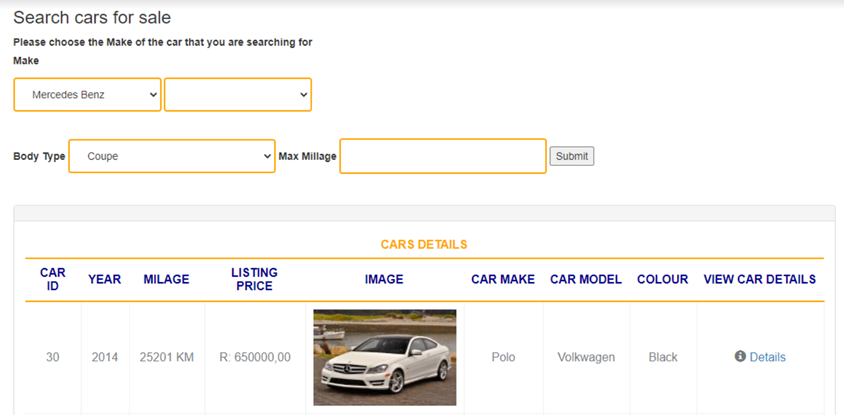 Search cars for sale
Please choose the Make of the car that you are searching for
Make
Mercedes Benz
Body Type Coupe Max Millage Submit
CARS DETAILS
CAR ID YEAR MILAGE LISTING PRICE IMAGE CAR MAKE CAR MODEL COLOUR VIEW CAR DETAILS
30 2014 25201 KM R: 650000,00 Polo Volkwagen Black Details